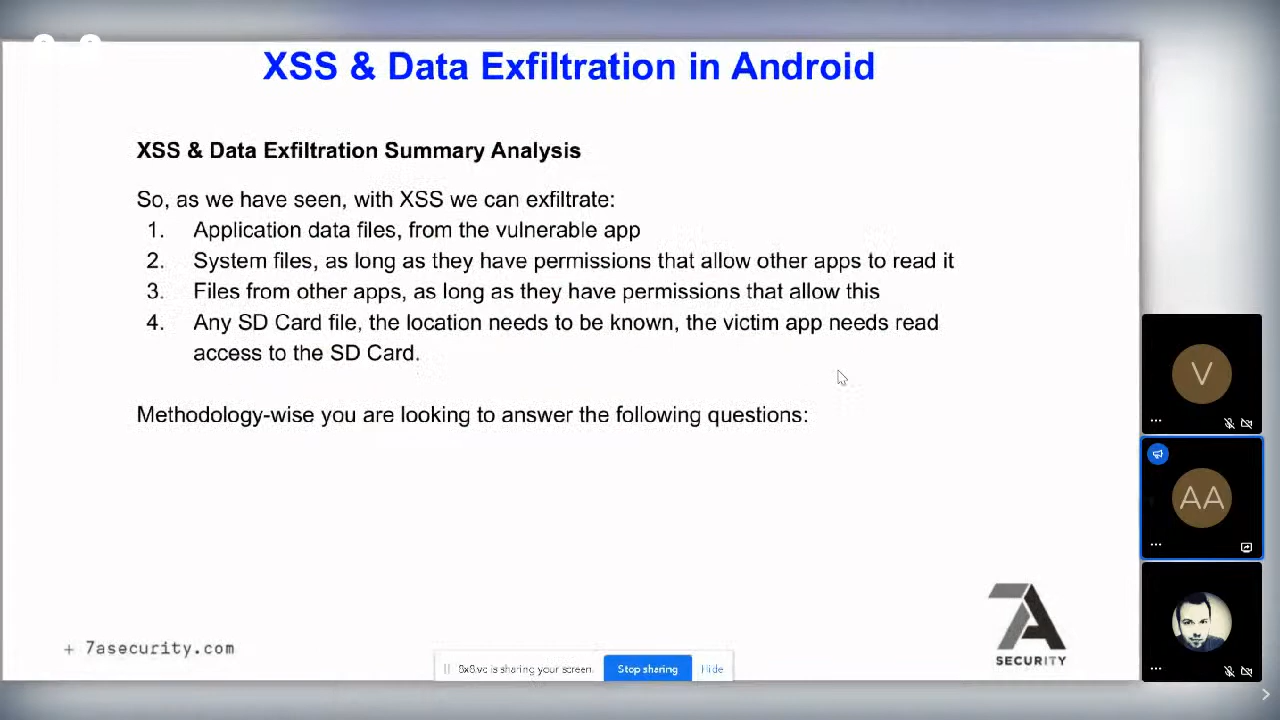 XSS & Data Exfiltration in Android
XSS & Data Exfiltration Summary Analysis
So, as we have seen, with XSS we can exfiltrate:
1. Application data files, from the vulnerable app
2. System files, as long as they have permissions that allow other apps to read it
3. Files from other apps, as long as they have permissions that allow this
4. Any SD Card file, the location needs to be known, the victim app needs read
access to the SD Card.
Methodology-wise you are looking to answer the following questions:
V
AA
+ 7asecurity.com
7A
SECURITY
8x8.vc is sharing your screen.
Stop sharing
Hide